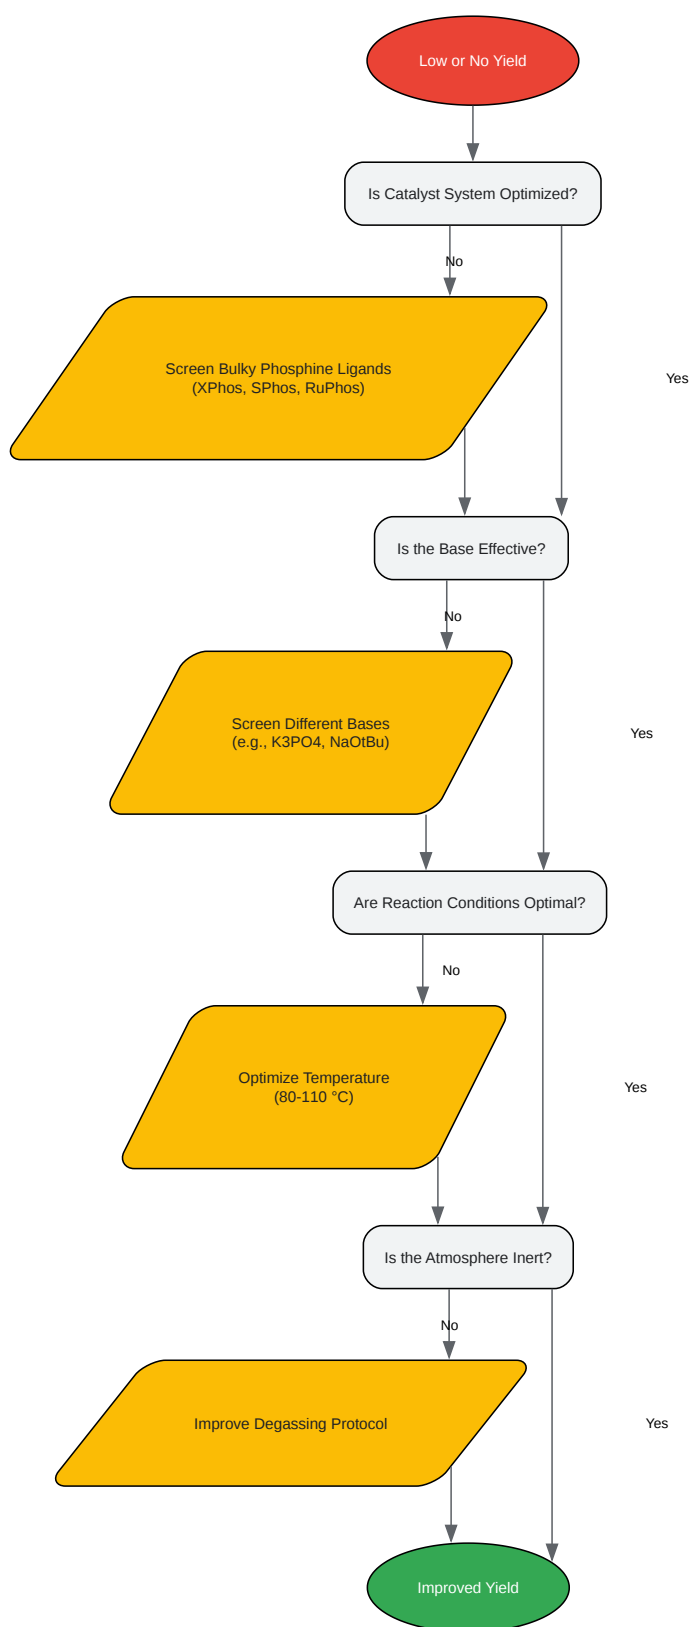 Low or No Yield
Is Catalyst System Optimized?
No
Screen Bulky Phosphine Ligands
(XPhos, SPhos, RuPhos)
Yes
Is the Base Effective?
No
Screen Different Bases
(e.g., K3PO4, NaOtBu)
Yes
Are Reaction Conditions Optimal?
No
Optimize Temperature
(80-110 °C)
Yes
Is the Atmosphere Inert?
No
Improve Degassing Protocol
Yes
Improved Yield